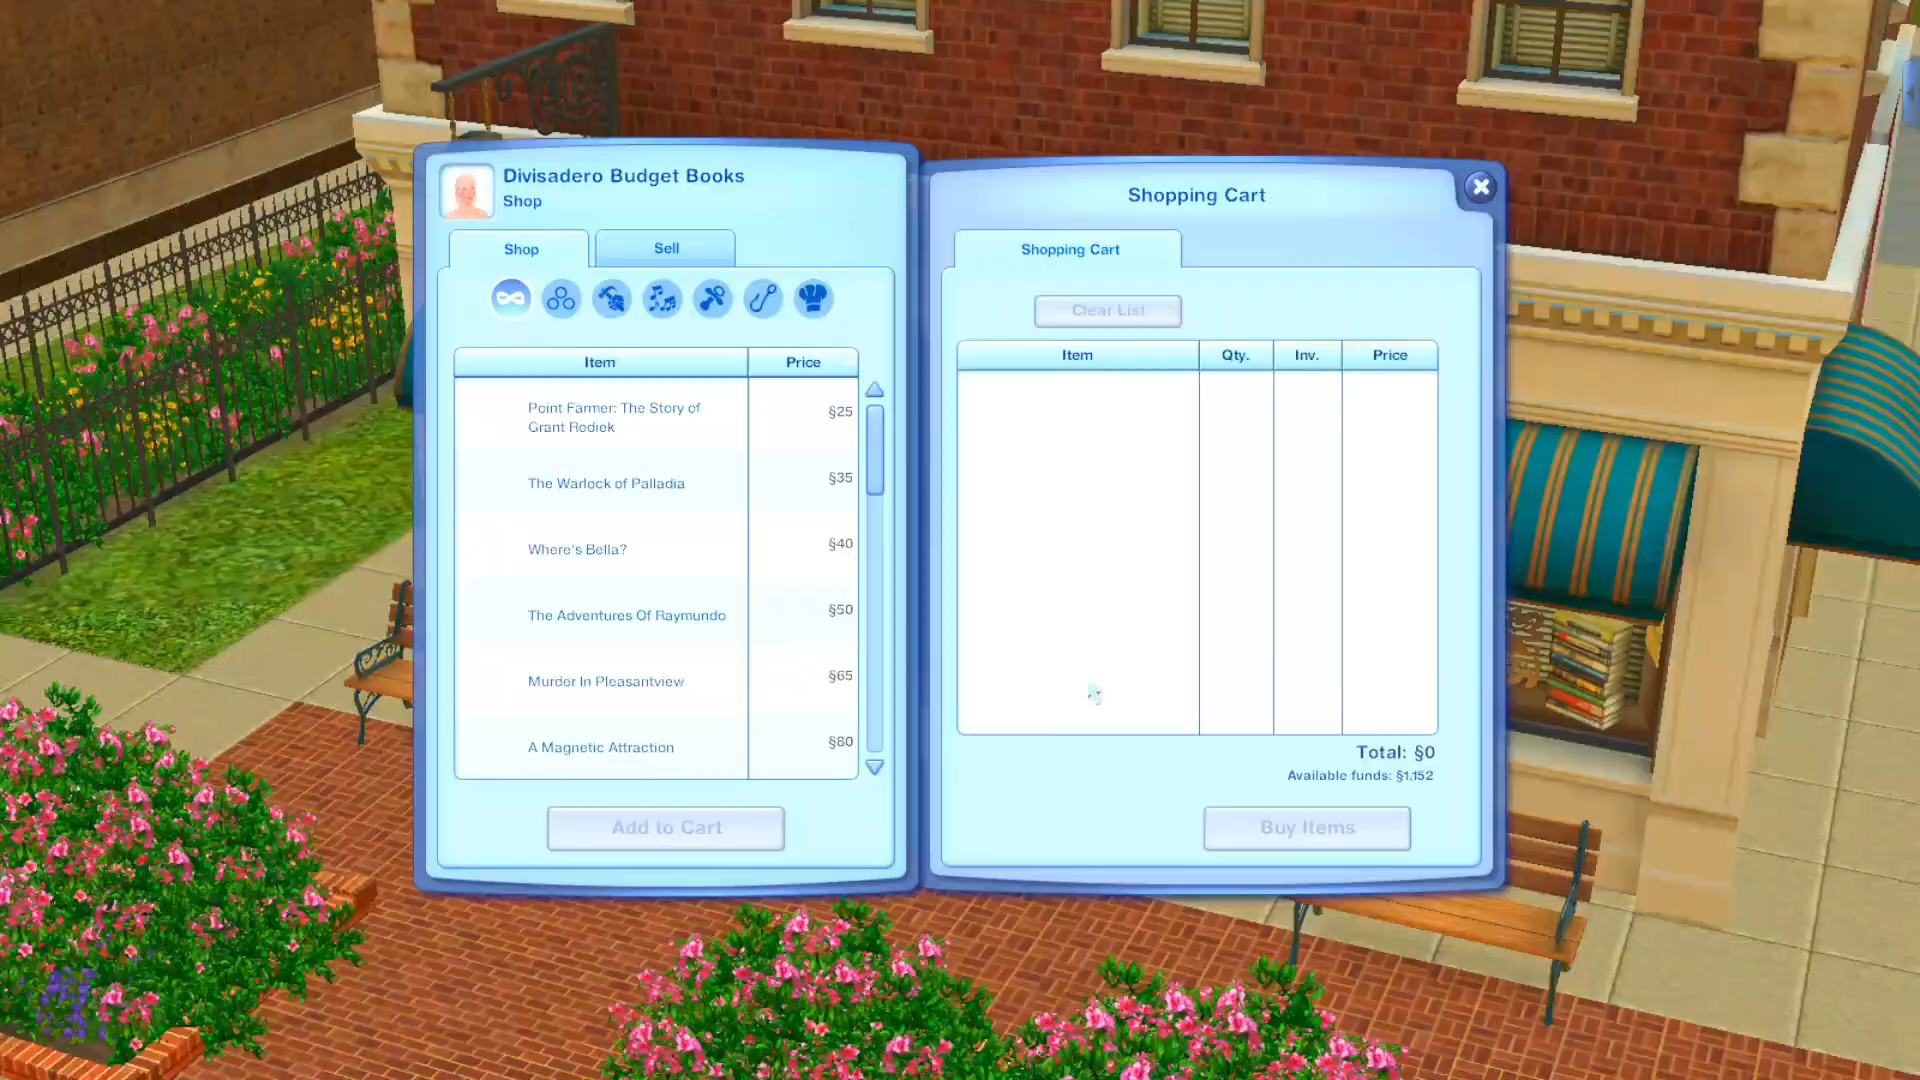 Divisadero Budget Books
Shop
Shop
Sell
Item
Price
Point Farmer: The Story of
Grant Rodiek
§25
The Warlock of Palladia
§35
Where's Bella?
§40
The Adventures Of Raymundo
§50
Murder In Pleasantview
§65
A Magnetic Attraction
§80
Add to Cart
Shopping Cart
Shopping Cart
Clear List
Item
Qty.
Inv.
Price
Total: §0
Available funds: §1,152
Buy Items